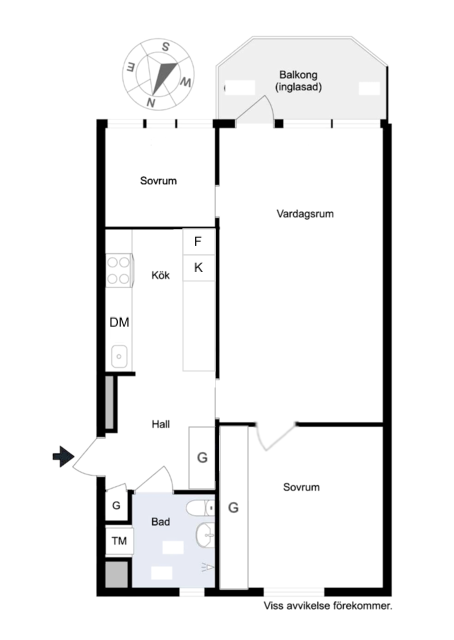 S
E
W
N
Balkong
(inglasad)
Sovrum
Vardagsrum
F
Kök
K
DM
Hall
G
Sovrum
G
G
Bad
TM
Viss avvikelse förekommer.